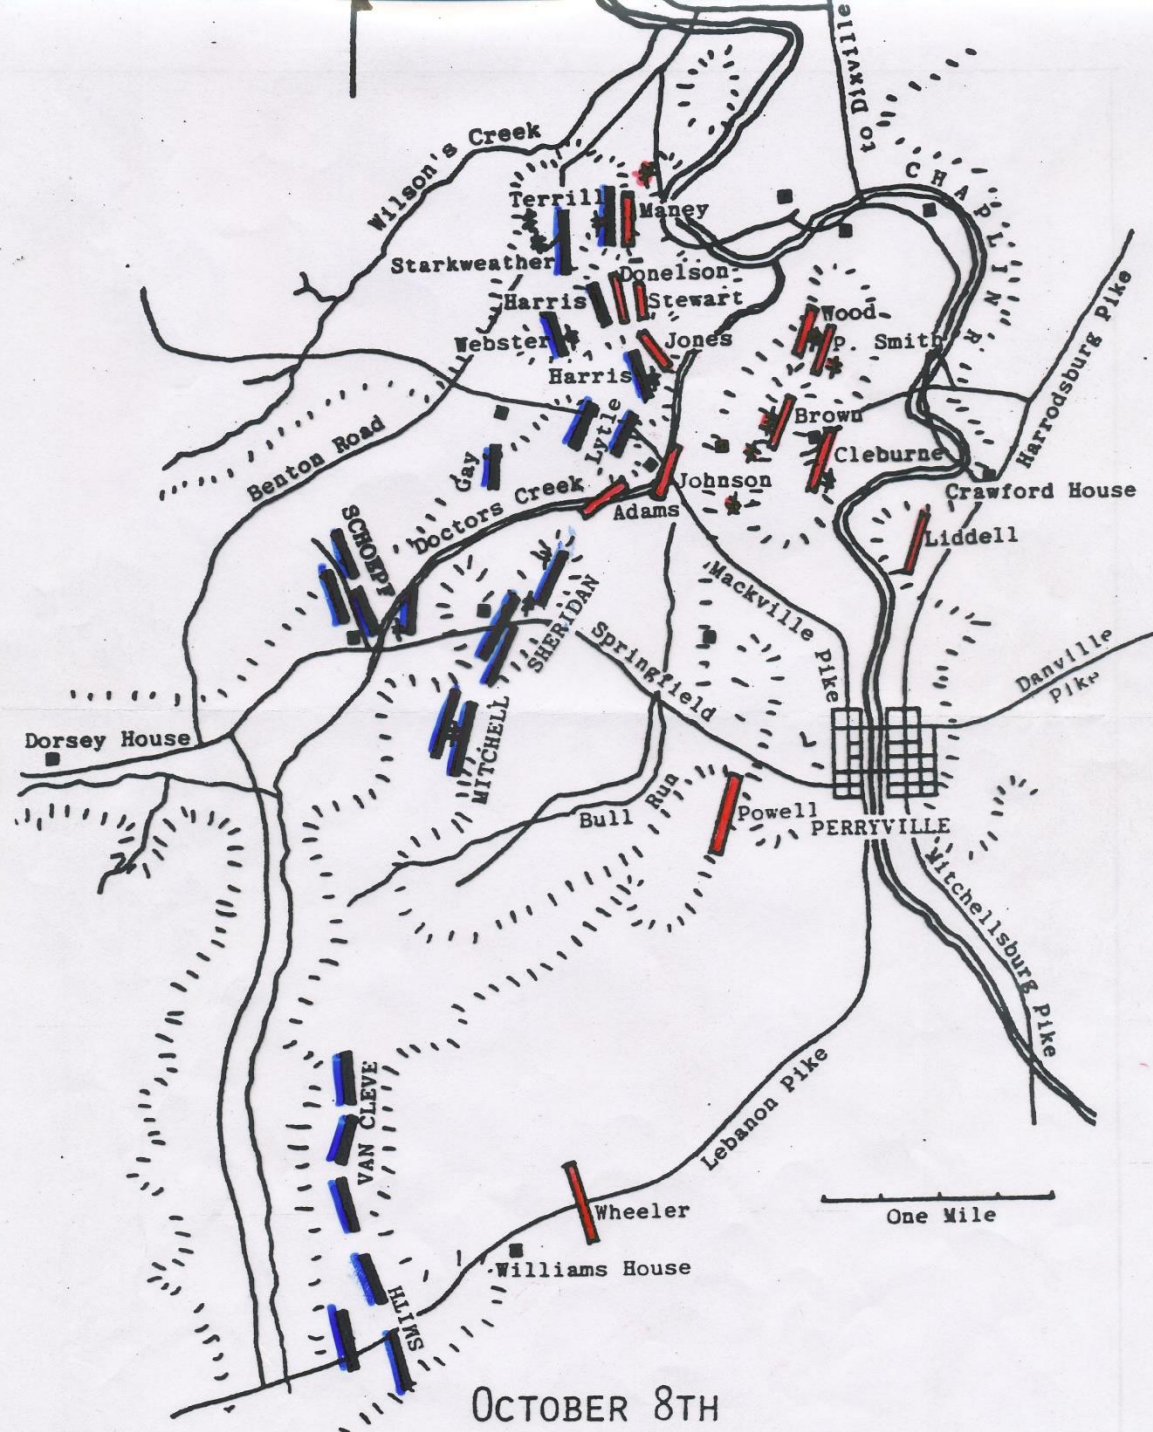 to Dixville
Wilson's Creek
CHAPLIN R.
Terrill
Maney
Starkweather
Donelson
Harris
Stewart
Wood
Webster
Jones
P. Smith
Harrodsburg Pike
Harris
Lytle
Brown
Benton Road
Gay
Cleburne
Johnson
Crawford House
Doctors Creek
Adams
SCHOEPF
Liddell
Mackville Pike
SHERIDAN
Springfield
Danville Pike
MITCHELL
Dorsey House
Bull Run
Powell
PERRYVILLE
Mitchellsburg Pike
VAN CLEVE
Lebanon Pike
Wheeler
One Mile
Williams House
SMITH
OCTOBER 8TH